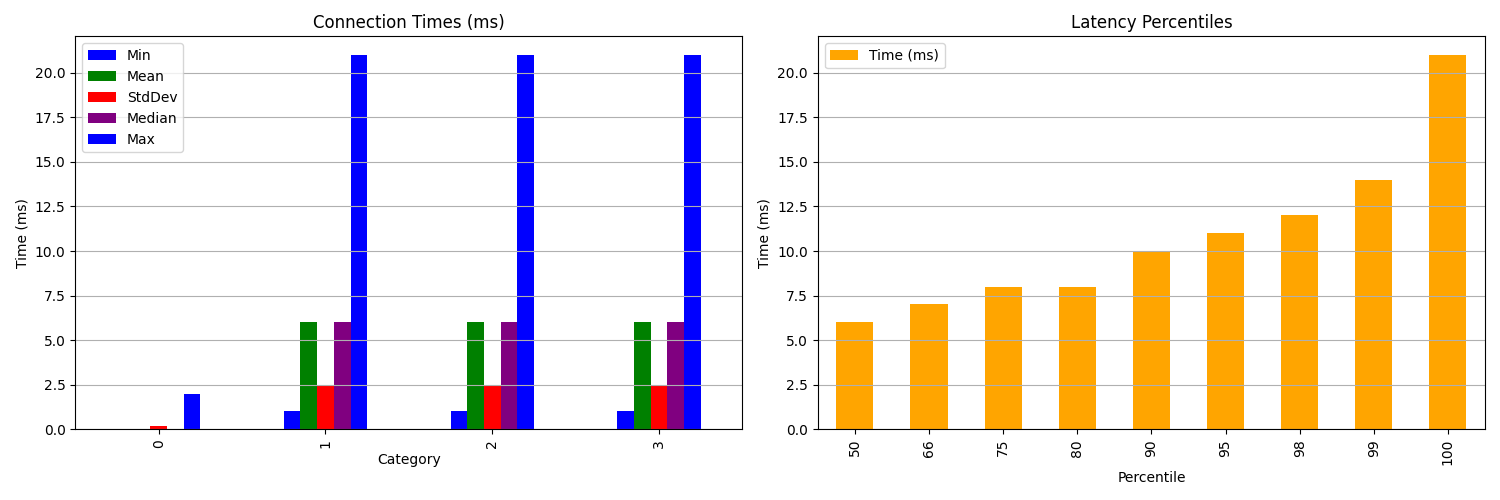 Connection Times (ms)
Min
Mean
StdDev
Median
Max
20.0
17.5
15.0
12.5
10.0
7.5
5.0
2.5
0.0
Time (ms)
0 1 2 3
Category
Latency Percentiles
Time (ms)
20.0
17.5
15.0
12.5
10.0
7.5
5.0
2.5
0.0
Time (ms)
50 66 75 80 90 95 98 99 100
Percentile